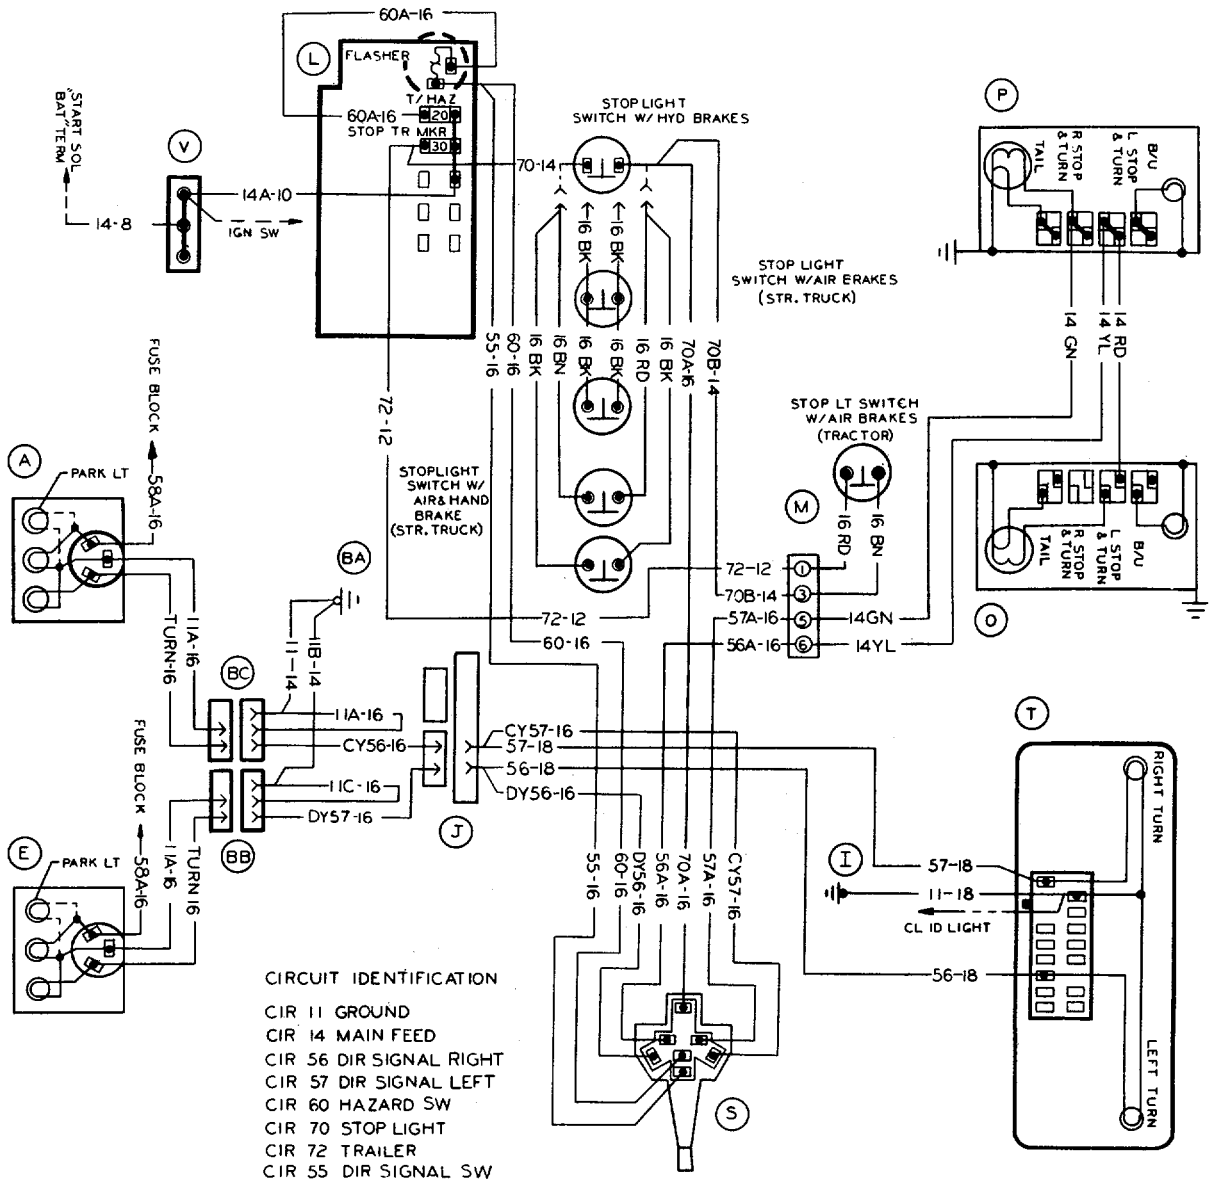 60A-16
L
FLASHER
T/HAZ
60A-16
20
STOP TR MKR
30
70-14
STOP LIGHT
SWITCH W/ HYD BRAKES
P
TAIL
R STOP
& TURN
L STOP
& TURN
B/U
"START SOL
BAT" TERM
V
14A-10
14-8
IGN SW
16 BK
16 BK
STOP LIGHT
SWITCH W/AIR BRAKES
(STR. TRUCK)
55-16
60-16
16 BK
16 BN
16 BK
16 BK
16 RD
16 BK
70A-16
70B-14
14 GN
14 YL
14 RD
FUSE BLOCK
58A-16
72-12
STOP LT SWITCH
W/AIR BRAKES
(TRACTOR)
A
PARK LT
STOPLIGHT
SWITCH W/
AIR & HAND
BRAKE
(STR. TRUCK)
M
16 RD
16 BN
TAIL
R STOP
& TURN
L STOP
& TURN
B/U
O
BA
72-12
1
70B-14
3
72-12
57A-16
5
14GN
60-16
56A-16
6
14YL
TURN-16
11A-16
11-14
11B-14
BC
11A-16
CY56-16
CY57-16
57-18
56-18
DY56-16
T
RIGHT TURN
FUSE BLOCK
58A-16
11C-16
DY57-16
BB
J
E
PARK LT
11A-16
TURN 16
55-16
60-16
DY56-16
56A-16
70A-16
57A-16
CY57-16
I
57-18
11-18
CL ID LIGHT
56-18
LEFT TURN
S
CIRCUIT IDENTIFICATION
CIR 11 GROUND
CIR 14 MAIN FEED
CIR 56 DIR SIGNAL RIGHT
CIR 57 DIR SIGNAL LEFT
CIR 60 HAZARD SW
CIR 70 STOP LIGHT
CIR 72 TRAILER
CIR 55 DIR SIGNAL SW